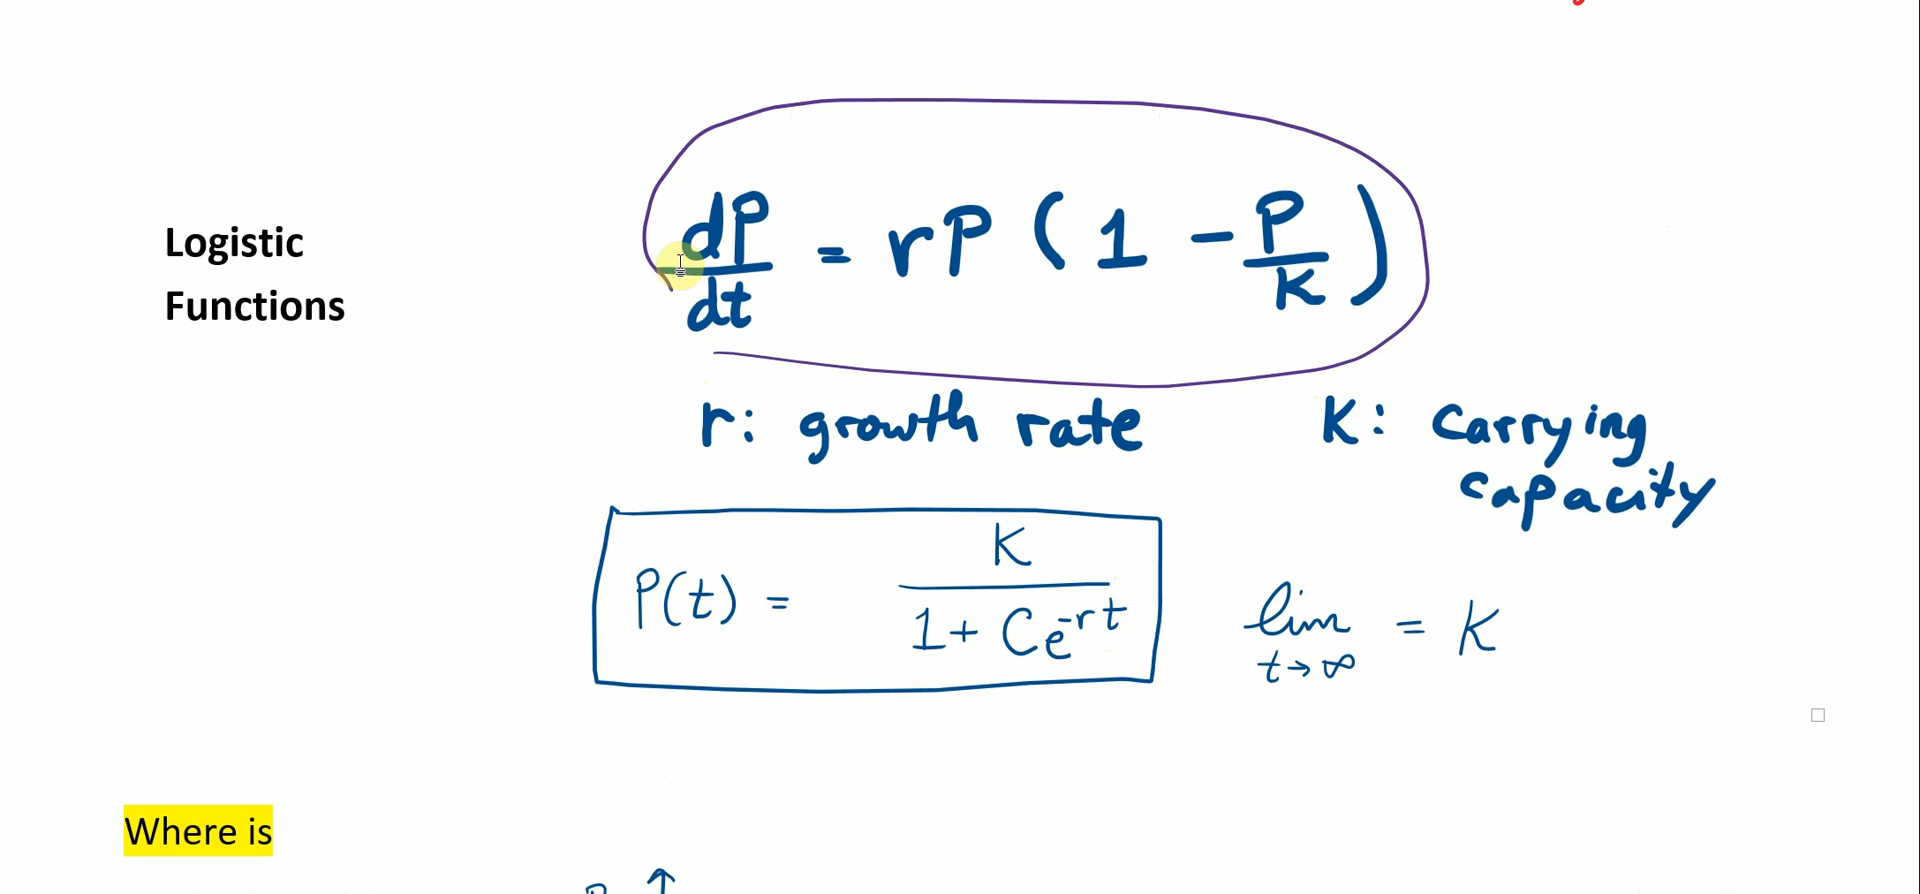 Logistic
Functions
dP/dt = rP (1 - P/K)
r: growth rate
K: carrying
capacity
P(t) = K/(1 + Ce^-rt)
lim t→∞ = K
Where is